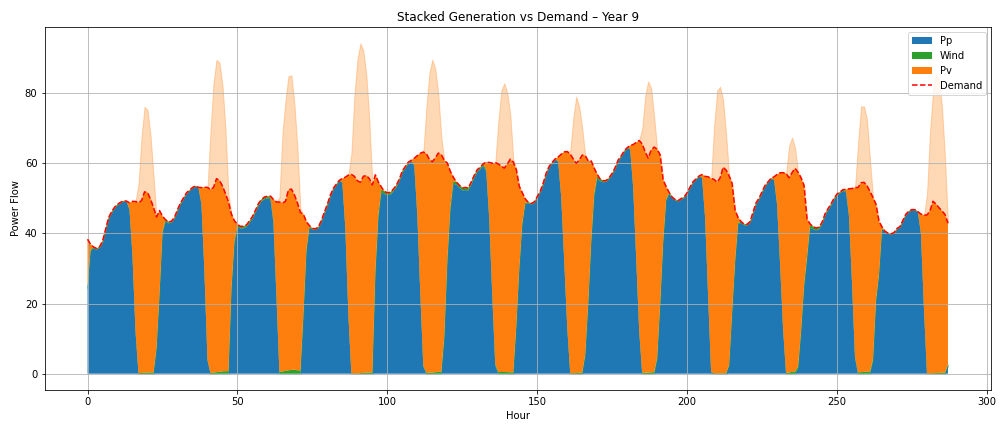 Stacked Generation vs Demand – Year 9
Pp
Wind
Pv
Demand
Power Flow
80
60
40
20
0
0 50 100 150 200 250 300
Hour